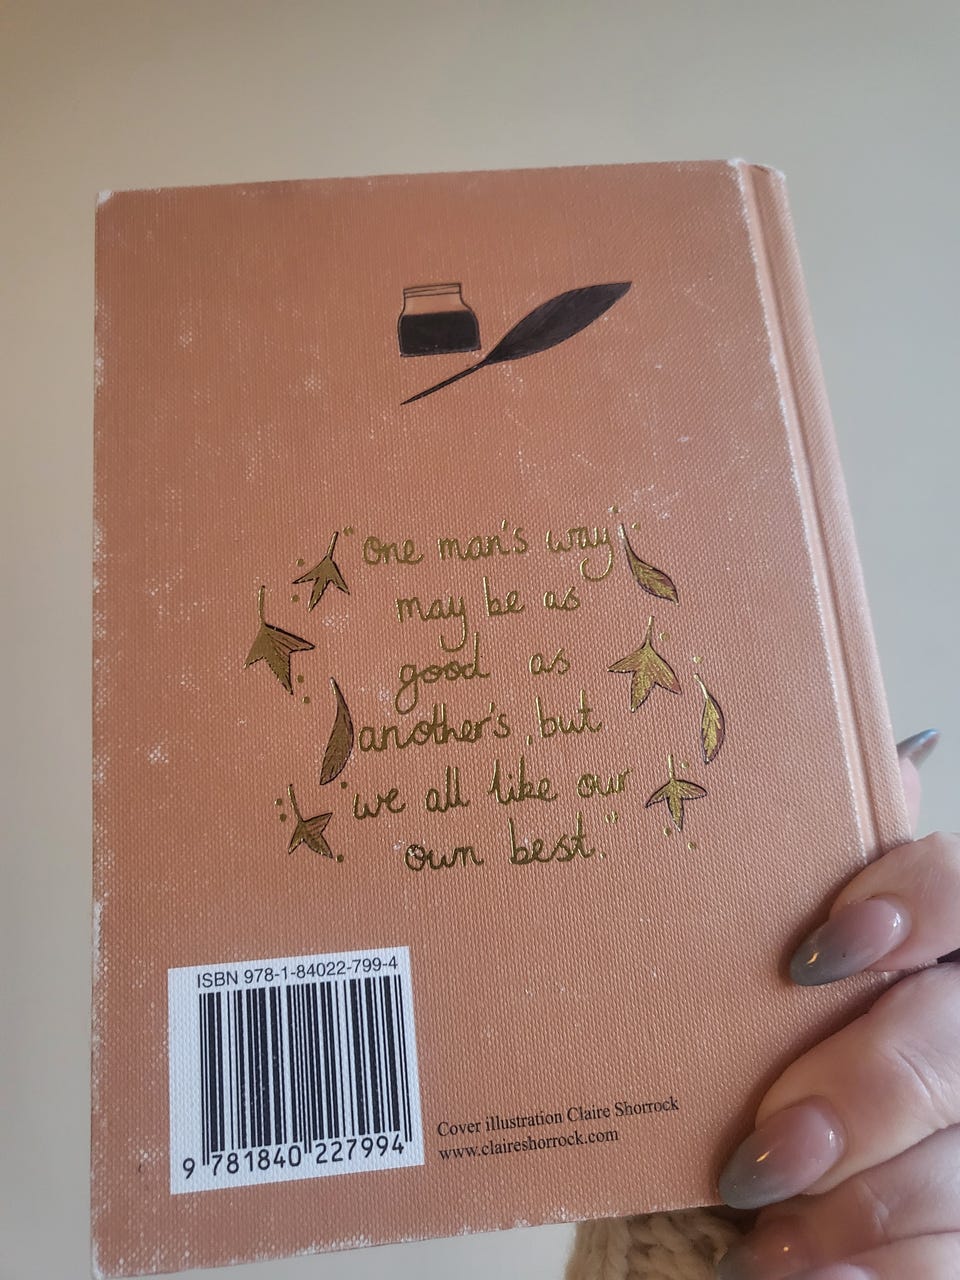 "one man's way
may be as
good as
another's, but
we all like our
own best."
ISBN 978-1-84022-799-4
9 781840 227994
Cover illustration Claire Shorrock
www.claireshorrock.com